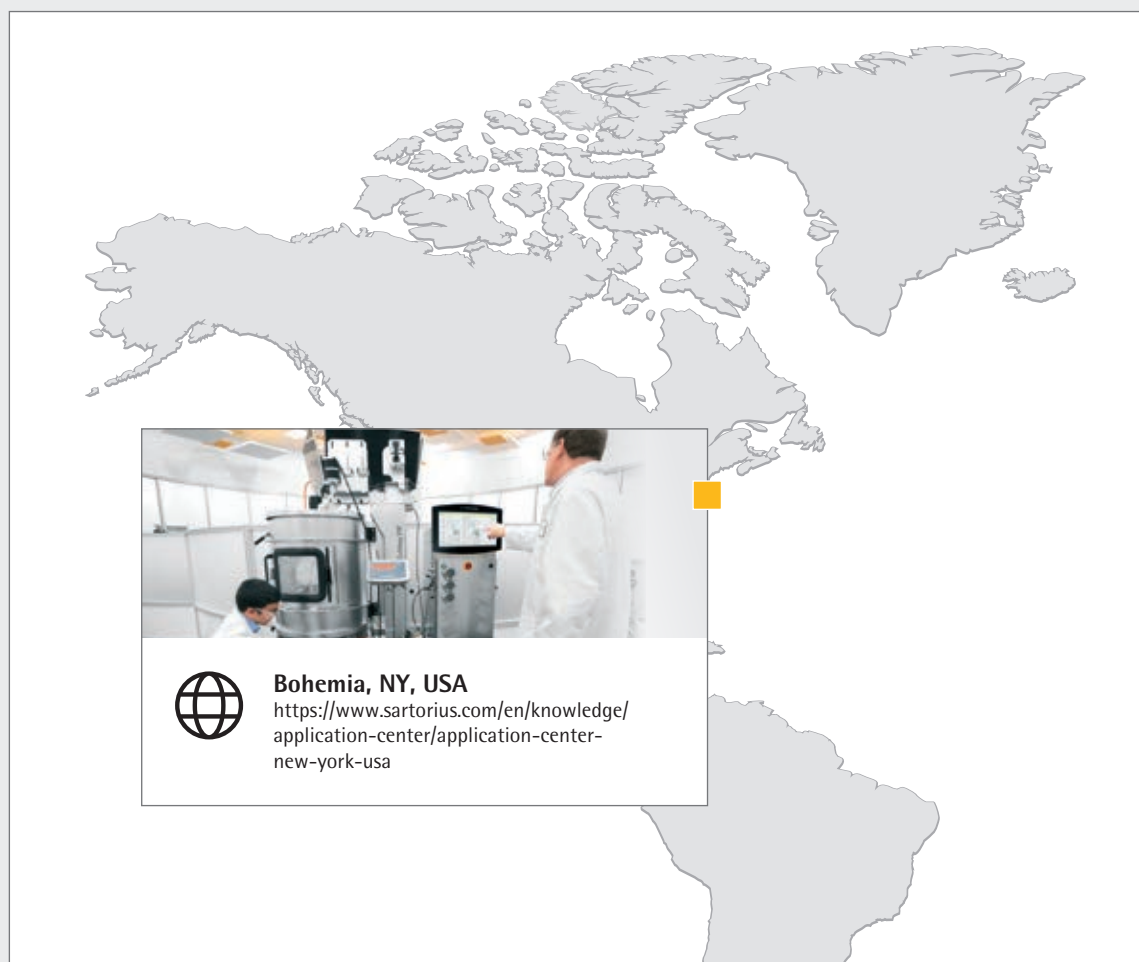 Bohemia, NY, USA
https://www.sartorius.com/en/knowledge/
application-center/application-center-
new-york-usa